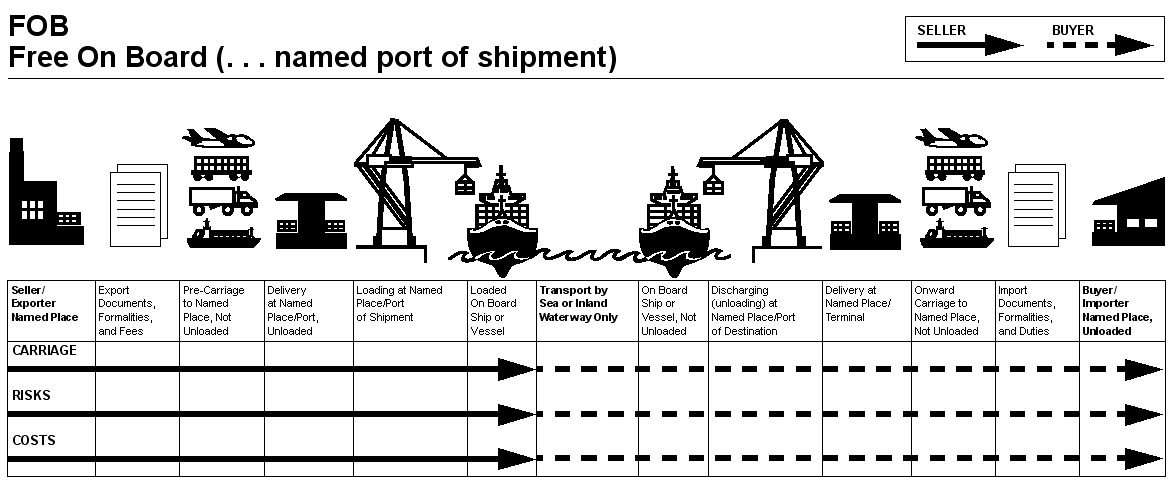 FOB
Free On Board (. . . named port of shipment)
SELLER
BUYER
Seller/
Exporter
Named Place
Export
Documents,
Formalities,
and Fees
Pre-Carriage
to Named
Place, Not
Unloaded
Delivery
at Named
Place/Port,
Unloaded
Loading at Named
Place/Port
of Shipment
Loaded
On Board
Ship or
Vessel
Transport by
Sea or Inland
Waterway Only
On Board
Ship or
Vessel, Not
Unloaded
Discharging
(unloading) at
Named Place/Port
of Destination
Delivery at
Named Place/
Terminal
Onward
Carriage to
Named Place,
Not Unloaded
Import
Documents,
Formalities,
and Duties
Buyer/
Importer
Named Place,
Unloaded
CARRIAGE
RISKS
COSTS